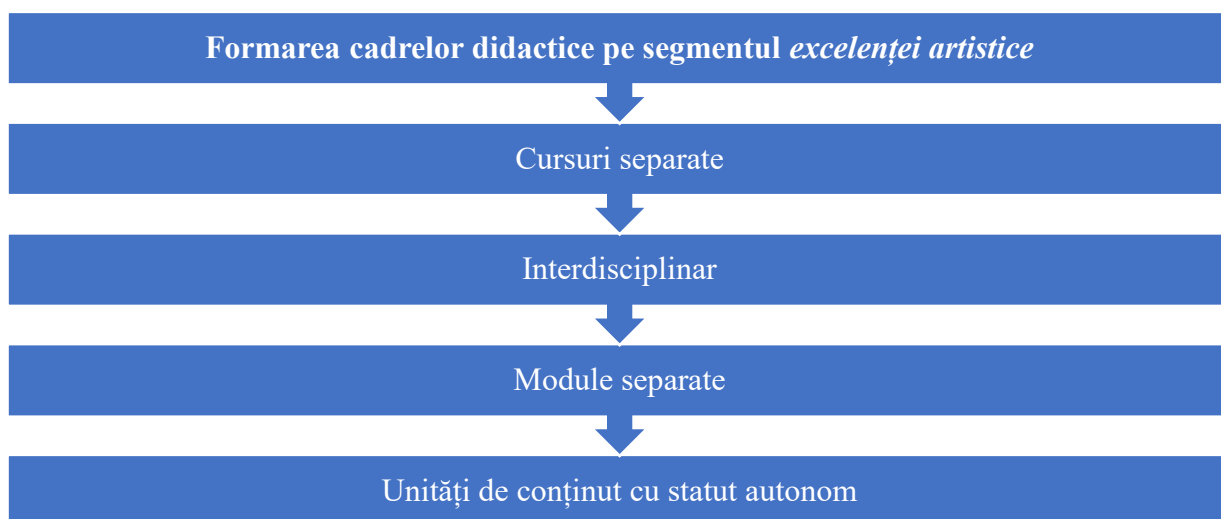 Formarea cadrelor didactice pe segmentul excelenței artistice
Cursuri separate
Interdisciplinar
Module separate
Unități de conținut cu statut autonom